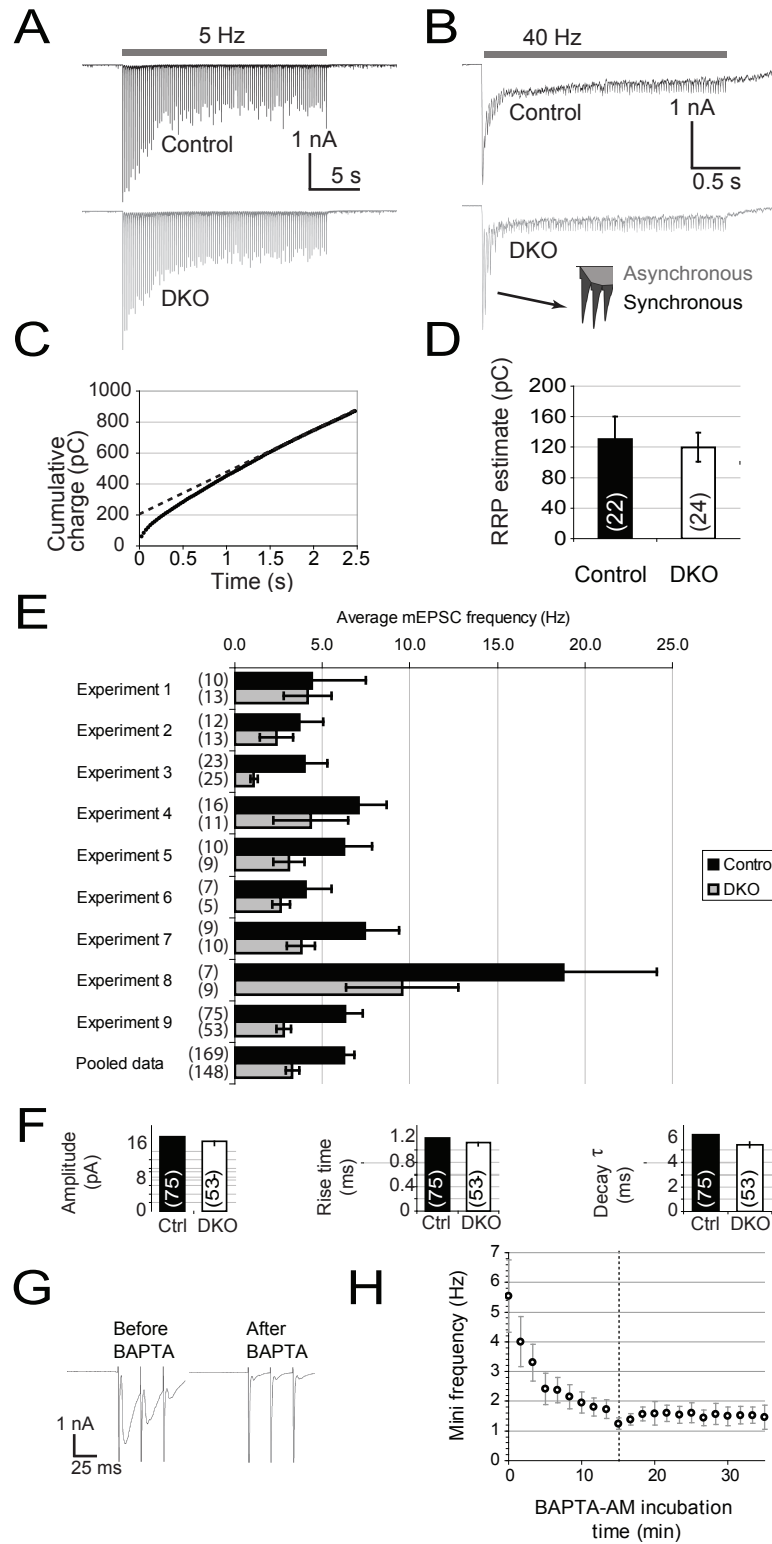 A
5 Hz
Control
1 nA
5 s
DKO
B
40 Hz
Control
1 nA
0.5 s
DKO
Asynchronous
Synchronous
C
Cumulative
charge (pC)
1000
800
600
400
200
0
0 0.5 1 1.5 2 2.5
Time (s)
D
RRP estimate (pC)
200
160
120
80
40
0
(22)
(24)
Control DKO
E
Average mEPSC frequency (Hz)
0.0 5.0 10.0 15.0 20.0 25.0
Experiment 1 (10)
(13)
Experiment 2 (12)
(13)
Experiment 3 (23)
(25)
Experiment 4 (16)
(11)
Experiment 5 (10)
(9)
Experiment 6 (7)
(5)
Experiment 7 (9)
(10)
Experiment 8 (7)
(9)
Experiment 9 (75)
(53)
Pooled data (169)
(148)
Control
DKO
F
Amplitude
(pA)
16
8
0
(75)
(53)
Ctrl DKO
Rise time
(ms)
1.2
0.8
0.4
0
(75)
(53)
Ctrl DKO
Decay τ
(ms)
6
4
2
0
(75)
(53)
Ctrl DKO
G
Before
BAPTA
After
BAPTA
1 nA
25 ms
H
Mini frequency (Hz)
7
6
5
4
3
2
1
0
0 10 20 30
BAPTA-AM incubation
time (min)